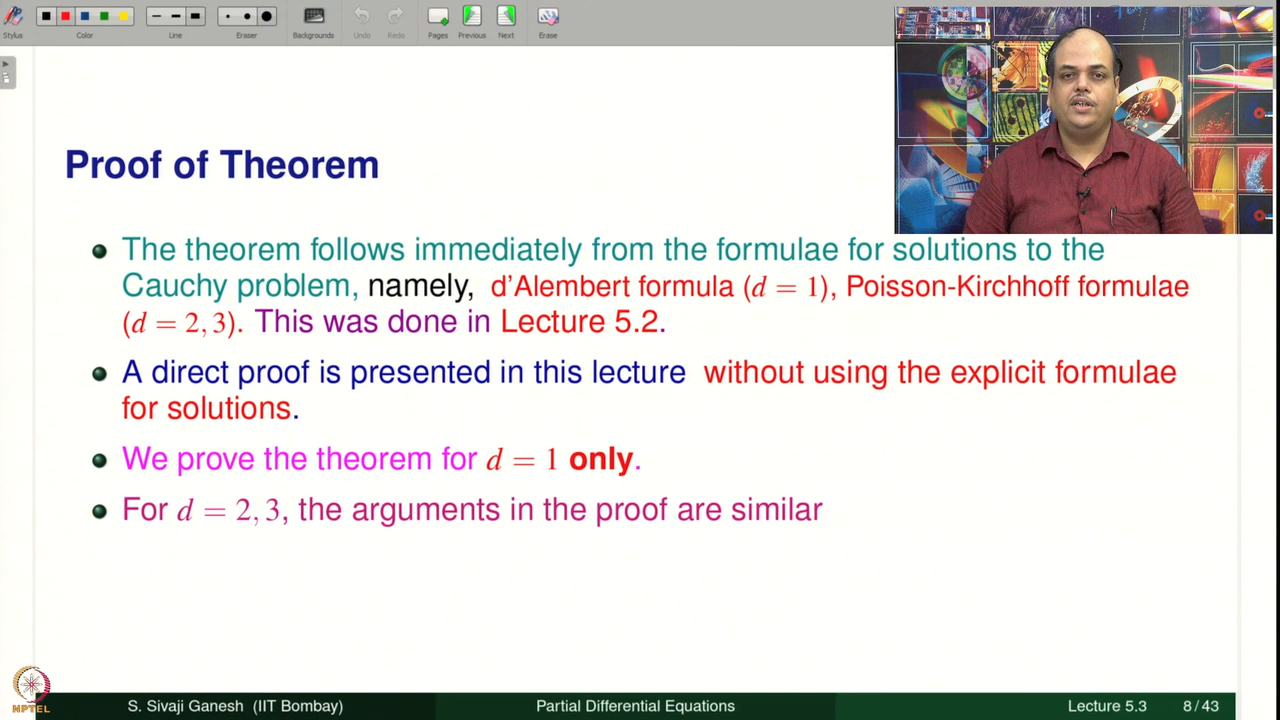 Stylus Color Line Eraser Backgrounds Undo Redo Pages Previous Next Erase
Proof of Theorem
The theorem follows immediately from the formulae for solutions to the
Cauchy problem, namely, d'Alembert formula (d = 1), Poisson-Kirchhoff formulae
(d = 2, 3). This was done in Lecture 5.2.
A direct proof is presented in this lecture without using the explicit formulae
for solutions.
We prove the theorem for d = 1 only.
For d = 2, 3, the arguments in the proof are similar
NPTEL
S. Sivaji Ganesh (IIT Bombay) Partial Differential Equations Lecture 5.3 8 / 43